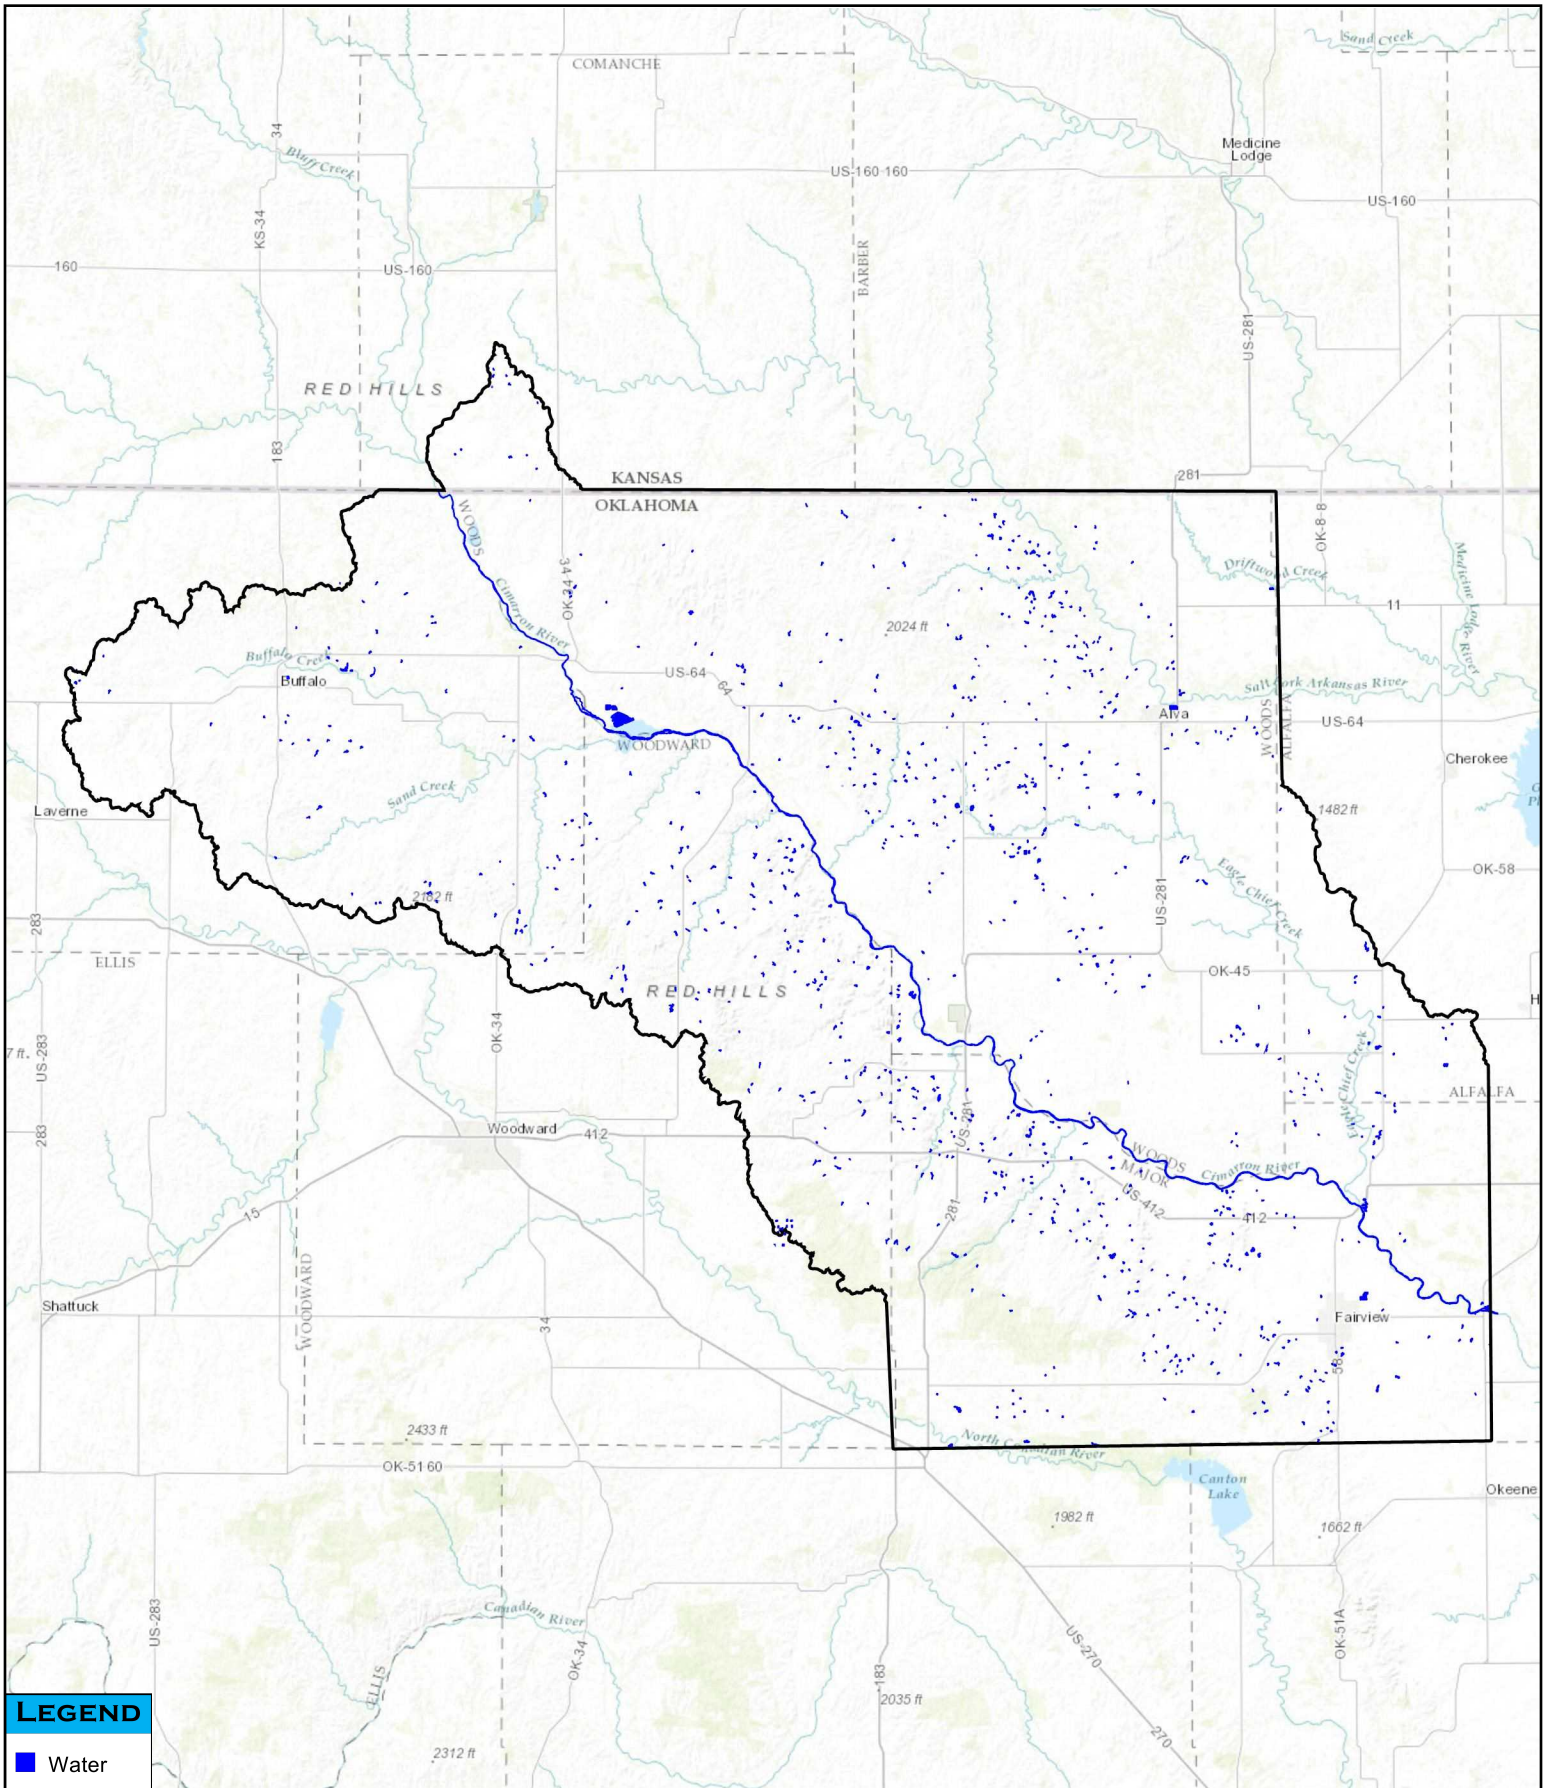 Sand Creek
COMANCHE
34
Medicine
Lodge
Bluff Creek
US-160 160
US-160
KS-34
BARBER
160
US-160
US-281
RED HILLS
183
281
KANSAS
OKLAHOMA
WOODS
OK-8 8
Medicine Lodge River
Driftwood Creek
34
OK-34
Cimarron River
11
2024 ft
Buffalo Creek
US-64
64
Buffalo
Salt Fork Arkansas River
Alva
WOODS
ALFALFA
US-64
WOODWARD
Cherokee
Sand Creek
Laverne
1482 ft
OK-58
Eagle Chief Creek
2182 ft
US-281
283
ELLIS
OK-45
RED HILLS
OK-34
US-283
7 ft.
Eagle Chief Creek
ALFALFA
283
Woodward
412
US-281
WOODS
MAJOR
Cimarron River
US-412
412
281
15
WOODWARD
Shattuck
34
Fairview
58
2433 ft
North Canadian River
OK-51 60
Canton
Lake
Okeene
1982 ft
1662 ft
Canadian River
US-283
OK-34
US-270
OK-51A
ELLIS
183
2035 ft
270
2312 ft
LEGEND
Water